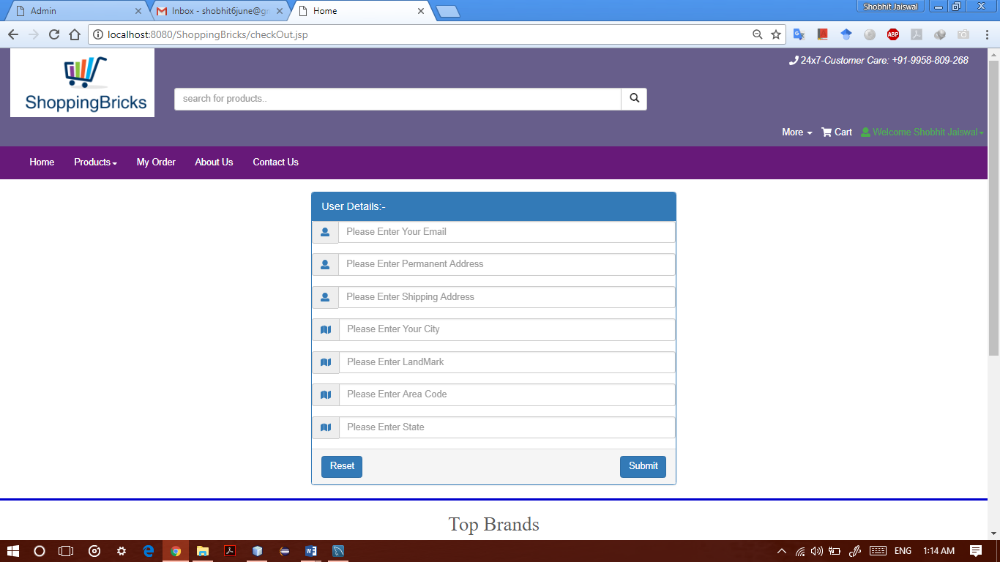 Admin
Inbox - shobhit6june@gm
Home
Shobhit Jaiswal
localhost:8080/ShoppingBricks/checkOut.jsp
ABP
24x7-Customer Care: +91-9958-809-268
ShoppingBricks
search for products..
More
Cart
Welcome Shobhit Jaiswal
Home
Products
My Order
About Us
Contact Us
User Details:-
Please Enter Your Email
Please Enter Permanent Address
Please Enter Shipping Address
Please Enter Your City
Please Enter LandMark
Please Enter Area Code
Please Enter State
Reset
Submit
Top Brands
ENG
1:14 AM